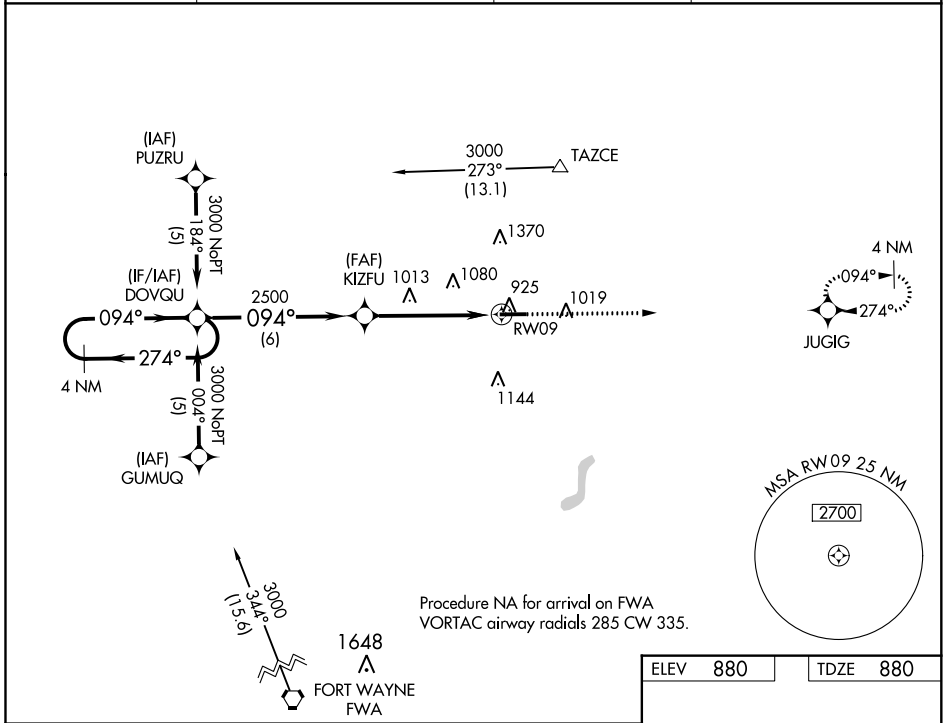 (IAF)
PUZRU
3000 NoPT
184°
(5)
3000
273°
(13.1)
TAZCE
1370
(IF/IAF)
DOVQU
2500
094°
(6)
(FAF)
KIZFU
1013
1080
925
1019
RW09
4 NM
094°
274°
JUGIG
094°
274°
4 NM
3000 NoPT
004°
(5)
(IAF)
GUMUQ
1144
MSA RW09 25 NM
2700
3000
344°
(15.6)
1648
FORT WAYNE
FWA
Procedure NA for arrival on FWA
VORTAC airway radials 285 CW 335.
ELEV 880
TDZE 880